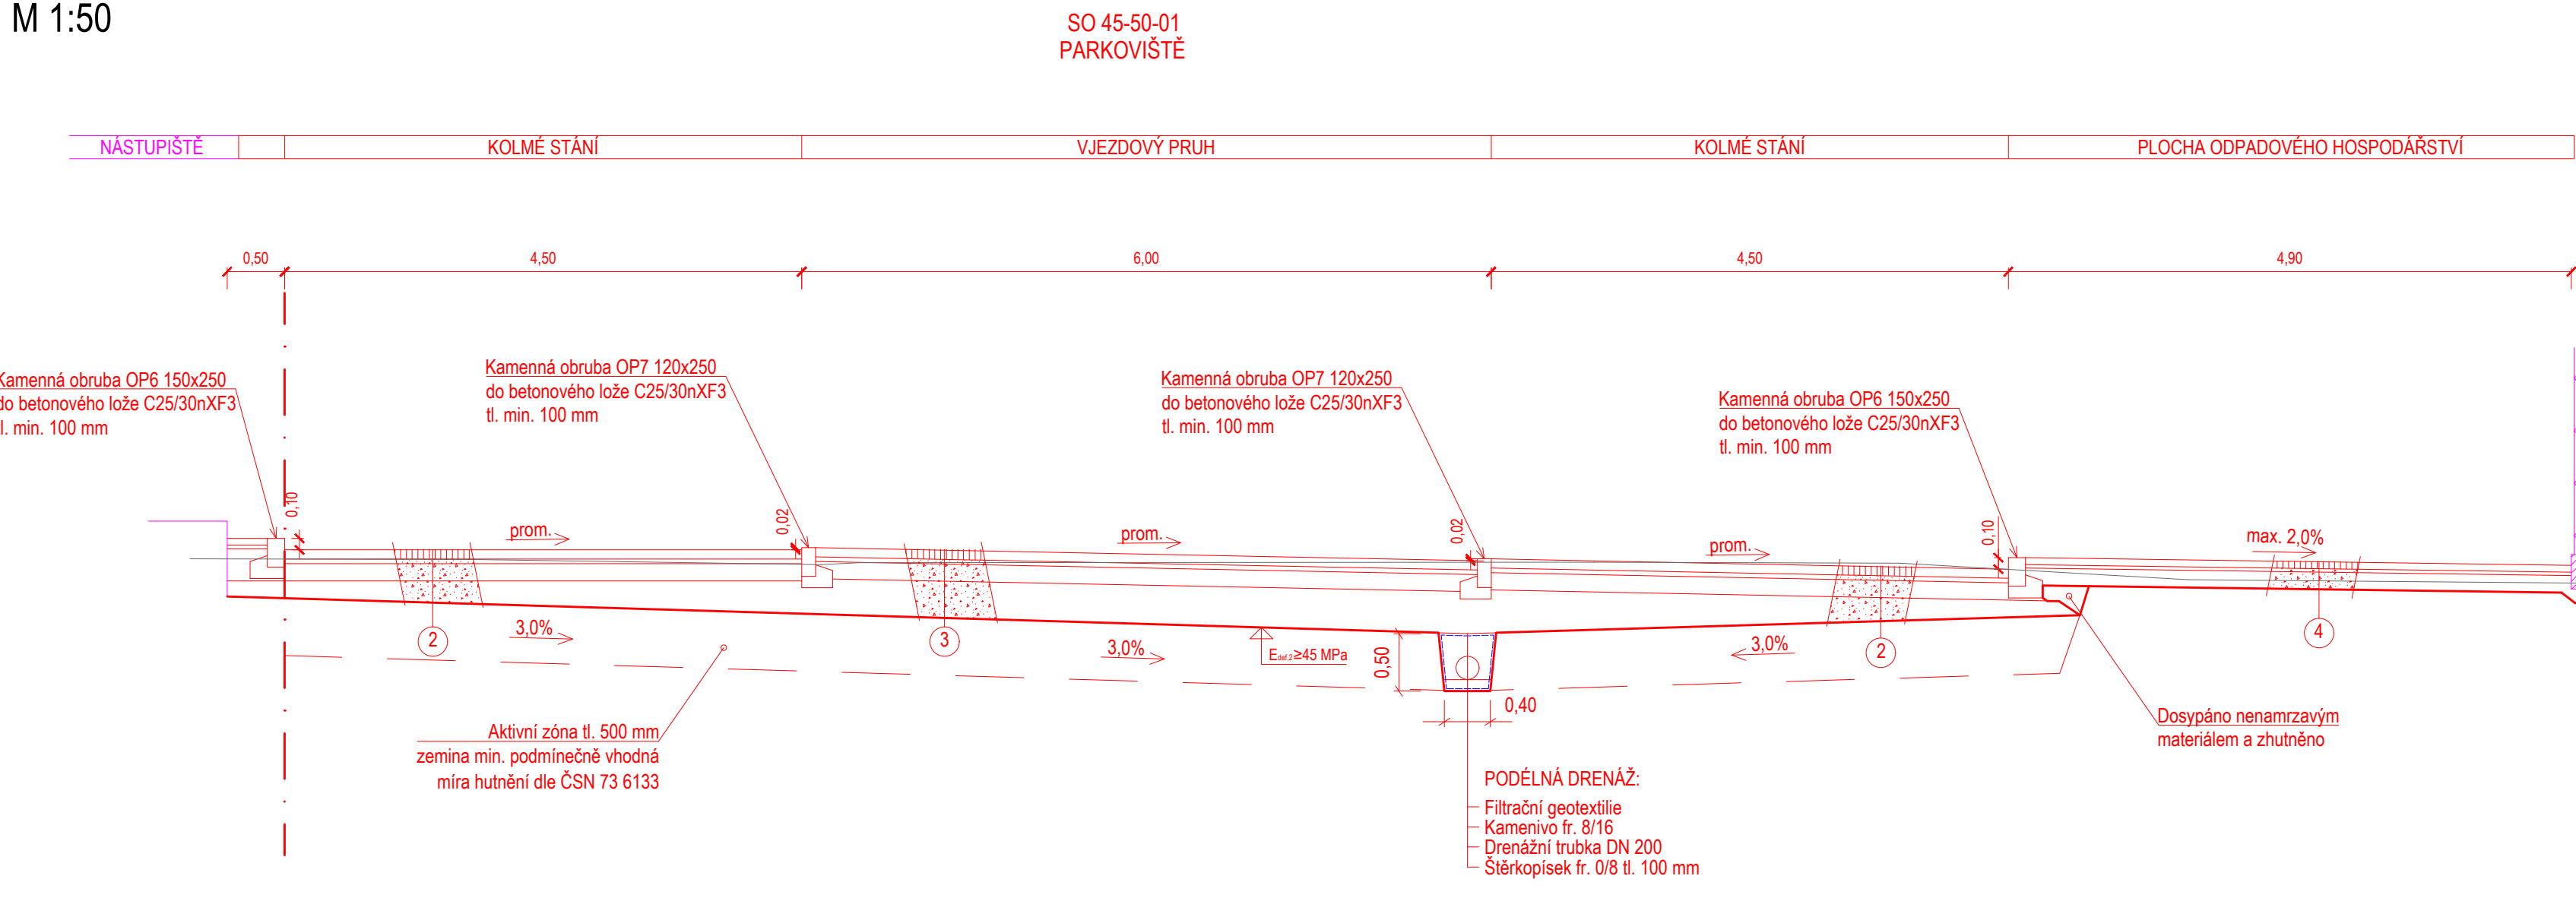 M 1:50
SO 45-50-01
PARKOVIŠTĚ
NÁSTUPIŠTĚ
KOLMÉ STÁNÍ
VJEZDOVÝ PRUH
KOLMÉ STÁNÍ
PLOCHA ODPADOVÉHO HOSPODÁŘSTVÍ
0,50
4,50
6,00
4,50
4,90
Kamenná obruba OP6 150x250
do betonového lože C25/30nXF3
tl. min. 100 mm
Kamenná obruba OP7 120x250
do betonového lože C25/30nXF3
tl. min. 100 mm
Kamenná obruba OP7 120x250
do betonového lože C25/30nXF3
tl. min. 100 mm
Kamenná obruba OP6 150x250
do betonového lože C25/30nXF3
tl. min. 100 mm
0,10
prom.
0,02
prom.
0,02
prom.
0,10
max. 2,0%
2
3,0%
3
3,0%
Edef,2≥45 MPa
0,50
0,40
3,0%
2
4
Aktivní zóna tl. 500 mm
zemina min. podmínečně vhodná
míra hutnění dle ČSN 73 6133
Dosypáno nenamrzavým
materiálem a zhutněno
PODÉLNÁ DRENÁŽ:
Filtrační geotextilie
Kamenivo fr. 8/16
Drenážní trubka DN 200
Štěrkopísek fr. 0/8 tl. 100 mm